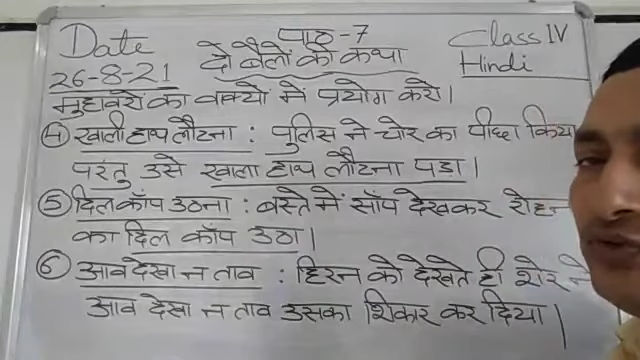 Date
पाठ-7
Class IV
26-8-21
दो बैलों की कथा
Hindi
मुहावरों का वाक्यों में प्रयोग करो।
④ खाली हाथ लौटना : पुलिस ने चोर का पीछा किया
परंतु उसे खाली हाथ लौटना पड़ा।
⑤ दिल काँप उठना : बस्ते में साँप देखकर रोहन
का दिल काँप उठा।
⑥ आव देखा न ताव : हिरन को देखते ही शेर ने
आव देखा न ताव उसका शिकार कर दिया।